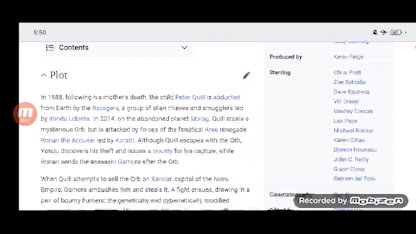 5:50
Contents
Plot
In 1988, following his mother's death, the child Peter Quill is abducted
from Earth by the Ravagers, a group of alien thieves and smugglers led
by Yondu Udonta. In 2014, on the abandoned planet Morag, Quill steals a
mysterious Orb, but is attacked by forces of the fanatical Kree renegade
Ronan the Accuser led by Korath. Although Quill escapes with the Orb,
Yondu discovers his theft and issues a bounty for his capture, while
Ronan sends the assassin Gamora after the Orb.
When Quill attempts to sell the Orb on Xandar, capital of the Nova
Empire, Gamora ambushes him and steals it. A fight ensues, drawing in a
pair of bounty hunters: the genetically and cybernetically modified
Produced by
Kevin Feige
Starring
Chris Pratt
Zoe Saldaña
Dave Bautista
Vin Diesel
Bradley Cooper
Lee Pace
Michael Rooker
Karen Gillan
Djimon Hounsou
John C. Reilly
Glenn Close
Benicio del Toro
Cinematography
Recorded by mobizen